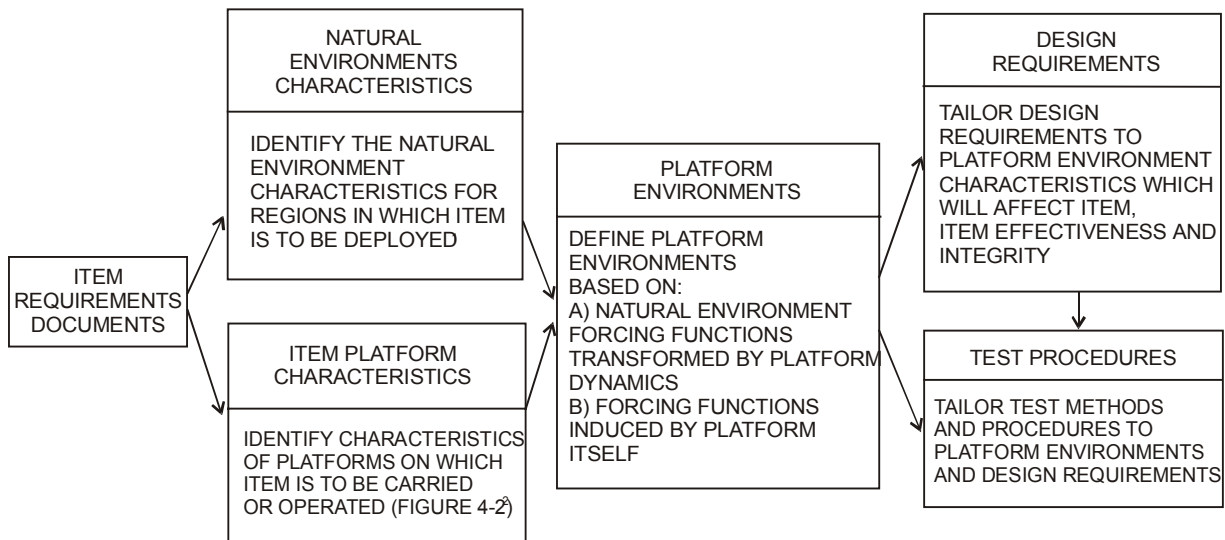 ITEM
REQUIREMENTS
DOCUMENTS
NATURAL
ENVIRONMENTS
CHARACTERISTICS
IDENTIFY THE NATURAL
ENVIRONMENT
CHARACTERISTICS FOR
REGIONS IN WHICH ITEM
IS TO BE DEPLOYED
ITEM PLATFORM
CHARACTERISTICS
IDENTIFY CHARACTERISTICS
OF PLATFORMS ON WHICH
ITEM IS TO BE CARRIED
OR OPERATED (FIGURE 4-2²)
PLATFORM
ENVIRONMENTS
DEFINE PLATFORM
ENVIRONMENTS
BASED ON:
A) NATURAL ENVIRONMENT
FORCING FUNCTIONS
TRANSFORMED BY PLATFORM
DYNAMICS
B) FORCING FUNCTIONS
INDUCED BY PLATFORM
ITSELF
DESIGN
REQUIREMENTS
TAILOR DESIGN
REQUIREMENTS TO
PLATFORM ENVIRONMENT
CHARACTERISTICS WHICH
WILL AFFECT ITEM,
ITEM EFFECTIVENESS AND
INTEGRITY
TEST PROCEDURES
TAILOR TEST METHODS
AND PROCEDURES TO
PLATFORM ENVIRONMENTS
AND DESIGN REQUIREMENTS